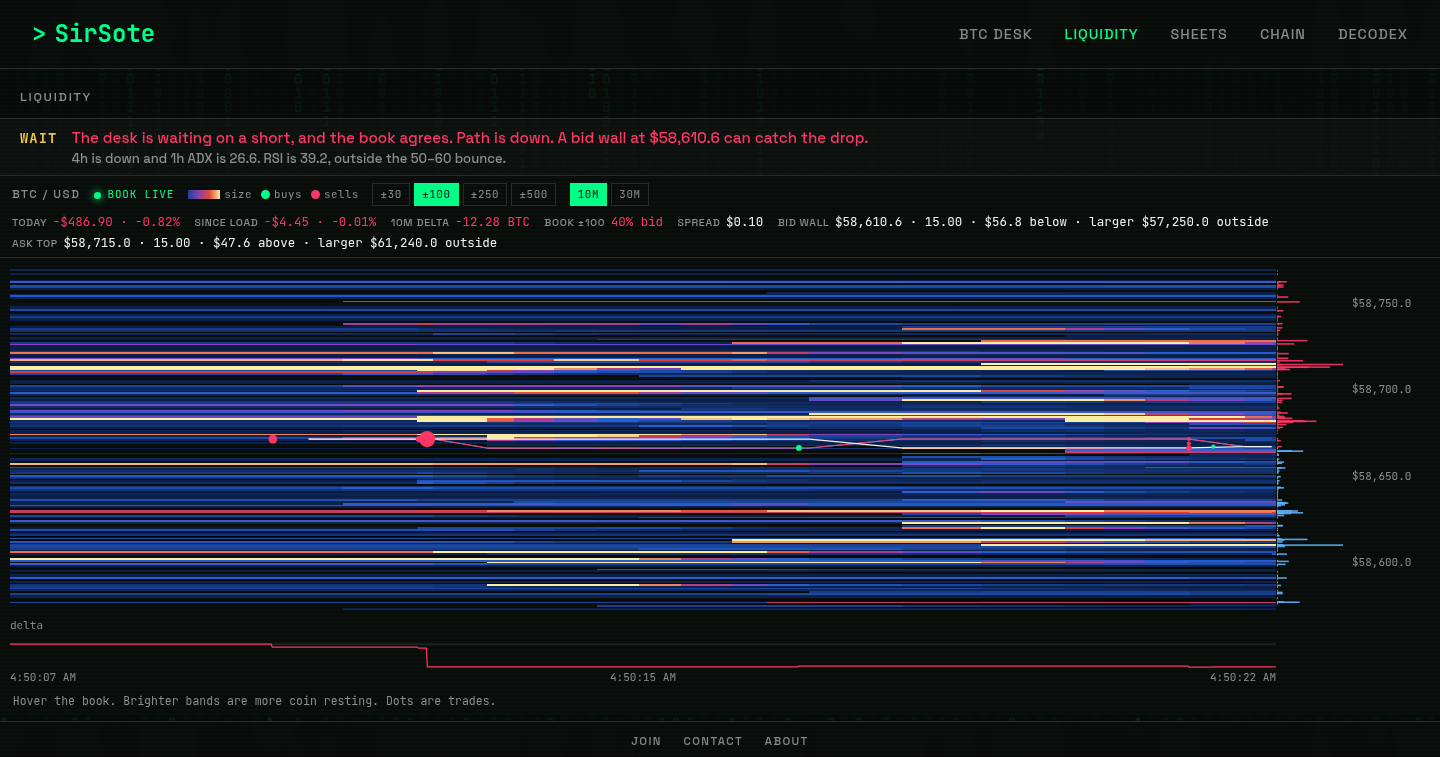 > SirSote
BTC DESK LIQUIDITY SHEETS CHAIN DECODEX
LIQUIDITY
WAIT The desk is waiting on a short, and the book agrees. Path is down. A bid wall at $58,610.6 can catch the drop.
4h is down and 1h ADX is 26.6. RSI is 39.2, outside the 50–60 bounce.
BTC / USD BOOK LIVE size buys sells ±30 ±100 ±250 ±500 10M 30M
TODAY -$486.90 · -0.82% SINCE LOAD -$4.45 · -0.01% 10M DELTA -12.28 BTC BOOK ±100 40% bid SPREAD $0.10 BID WALL $58,610.6 · 15.00 · $56.8 below · larger $57,250.0 outside
ASK TOP $58,715.0 · 15.00 · $47.6 above · larger $61,240.0 outside
$58,750.0
$58,700.0
$58,650.0
$58,600.0
delta
4:50:07 AM 4:50:15 AM 4:50:22 AM
Hover the book. Brighter bands are more coin resting. Dots are trades.
JOIN CONTACT ABOUT